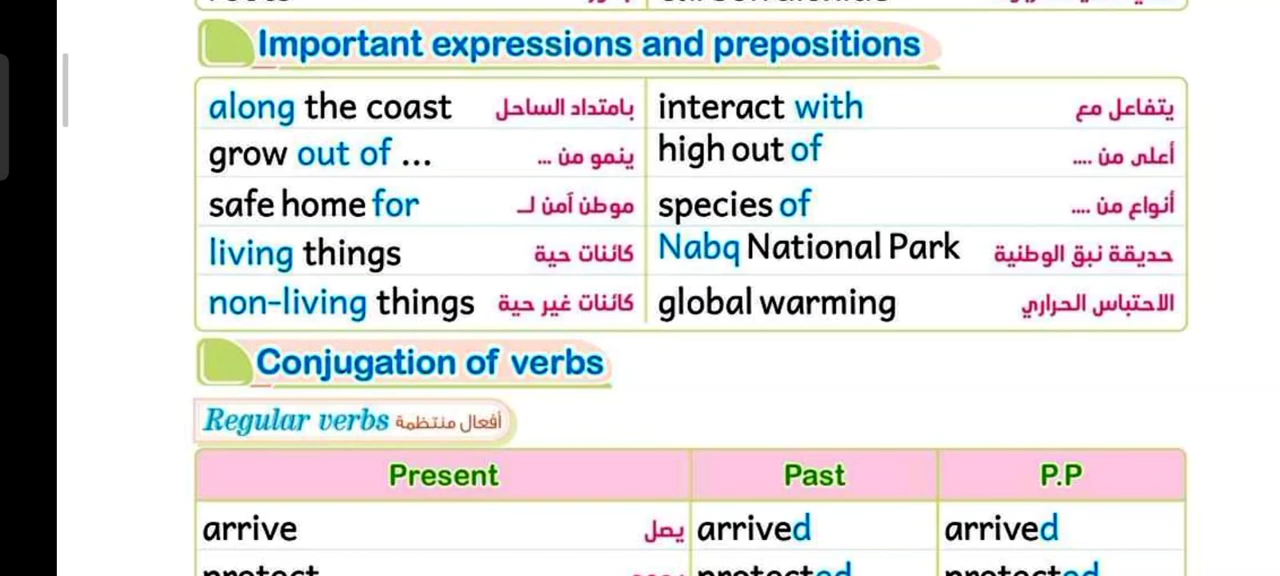 Important expressions and prepositions
along the coast بامتداد الساحل interact with يتفاعل مع
grow out of ... ينمو من ... high out of أعلى من ....
safe home for موطن آمن لـ species of أنواع من ....
living things كائنات حية Nabq National Park حديقة نبق الوطنية
non-living things كائنات غير حية global warming الاحتباس الحراري
Conjugation of verbs
Regular verbs أفعال منتظمة
Present Past P.P
arrive يصل arrived arrived
protect protected protected